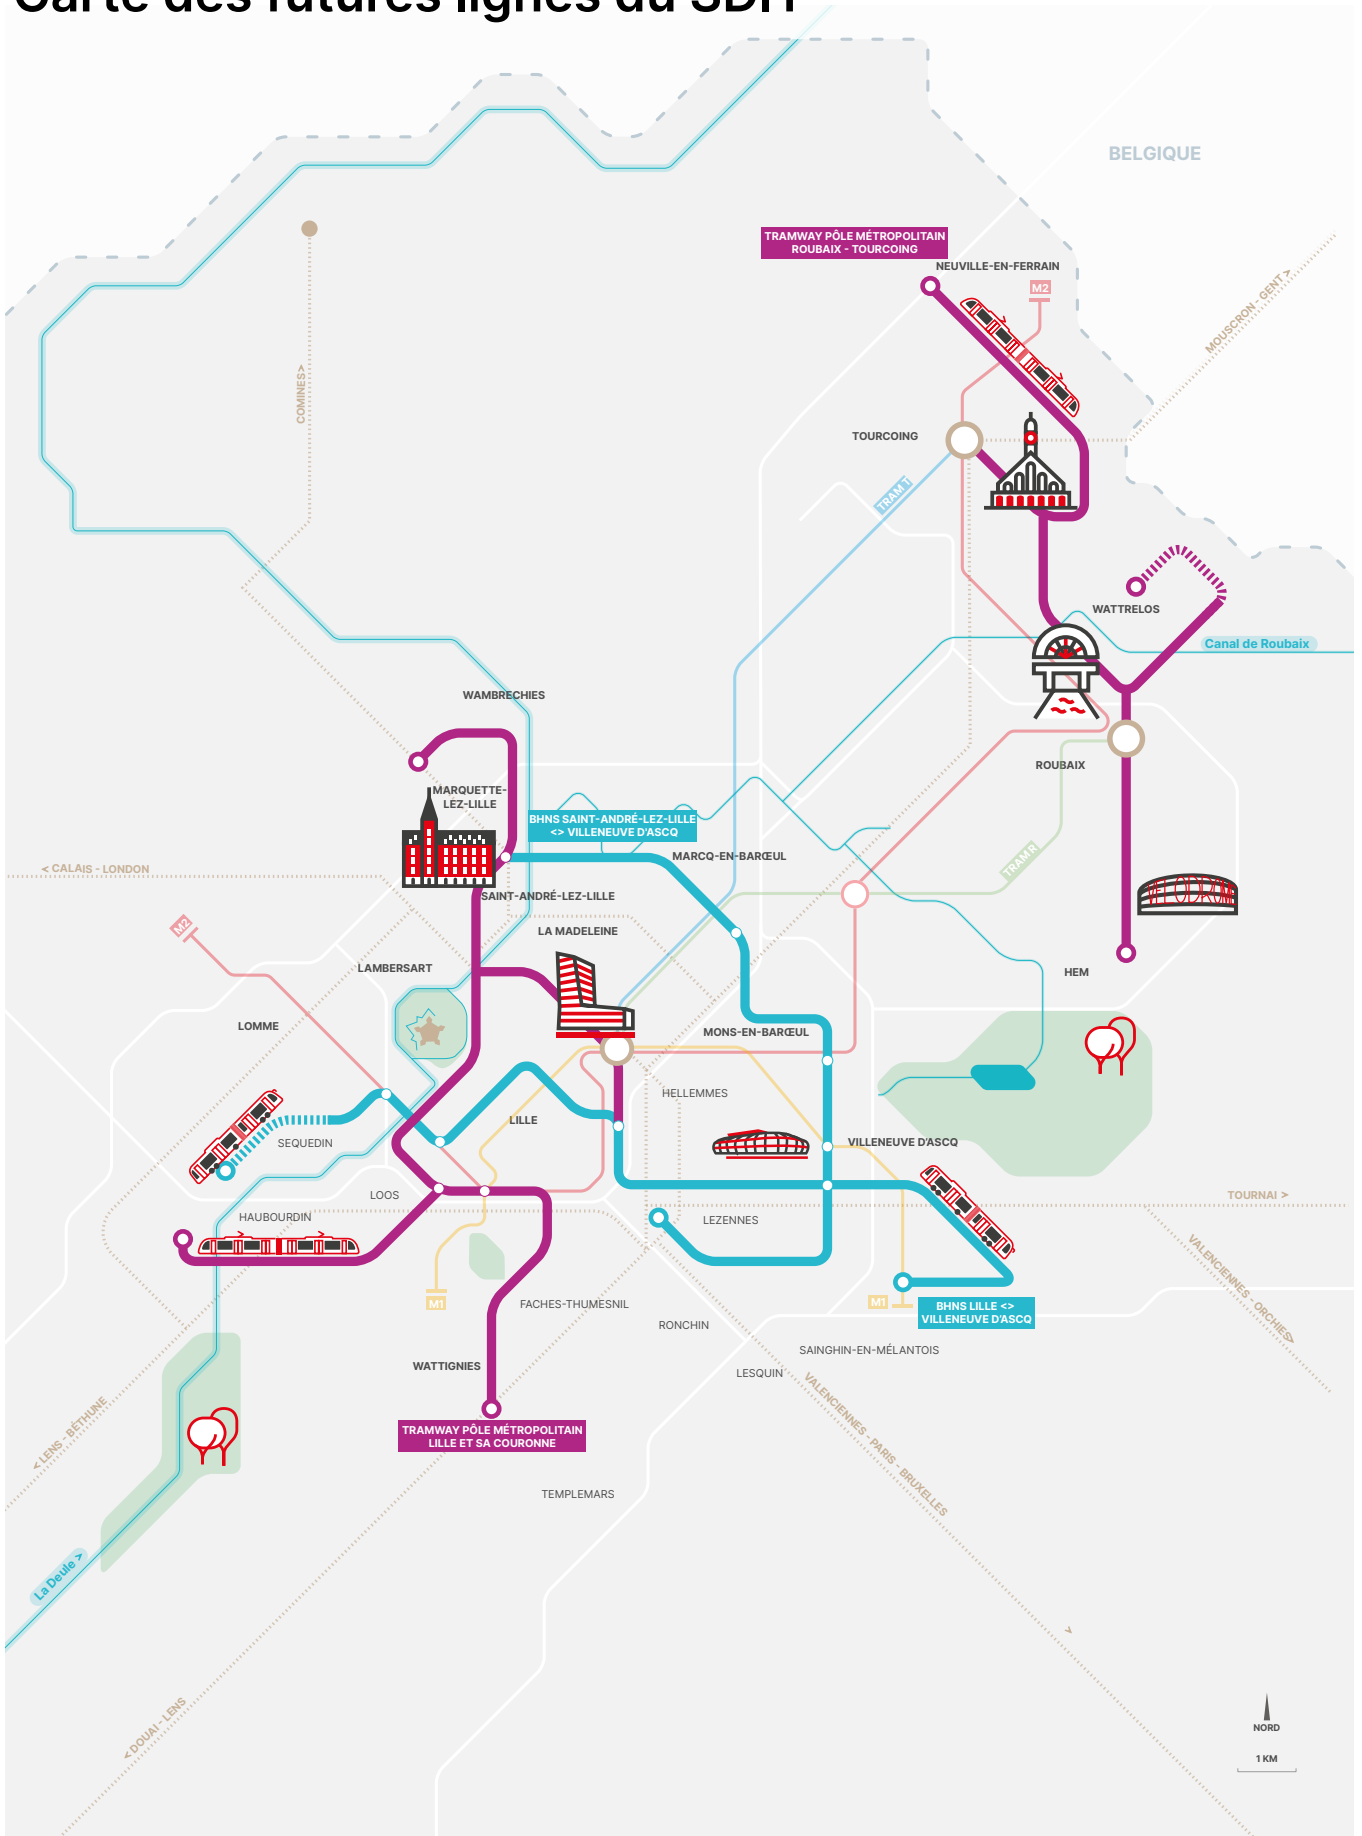 Carte des futures lignes du SDIT
BELGIQUE
TRAMWAY PÔLE MÉTROPOLITAIN
ROUBAIX - TOURCOING
NEUVILLE-EN-FERRAIN
M2
MOUSCRON - GENT >
COMINES >
TOURCOING
TRAM T
WATTRELOS
Canal de Roubaix
WAMBRECHIES
ROUBAIX
MARQUETTE-
LEZ-LILLE
BHNS SAINT-ANDRÉ-LEZ-LILLE
<> VILLENEUVE D'ASCQ
MARCQ-EN-BARŒUL
TRAM R
< CALAIS - LONDON
SAINT-ANDRÉ-LEZ-LILLE
M2
LA MADELEINE
LAMBERSART
HEM
LOMME
MONS-EN-BARŒUL
HELLEMMES
LILLE
SEQUEDIN
VILLENEUVE D'ASCQ
LOOS
TOURNAI >
HAUBOURDIN
LEZENNES
VALENCIENNES - ORCHIES >
M1
FACHES-THUMESNIL
M1
BHNS LILLE <>
VILLENEUVE D'ASCQ
RONCHIN
SAINGHIN-EN-MÉLANTOIS
WATTIGNIES
LESQUIN
VALENCIENNES - PARIS - BRUXELLES
>
< LENS - BÉTHUNE
TRAMWAY PÔLE MÉTROPOLITAIN
LILLE ET SA COURONNE
TEMPLEMARS
La Deule >
< DOUAI - LENS
NORD
1 KM